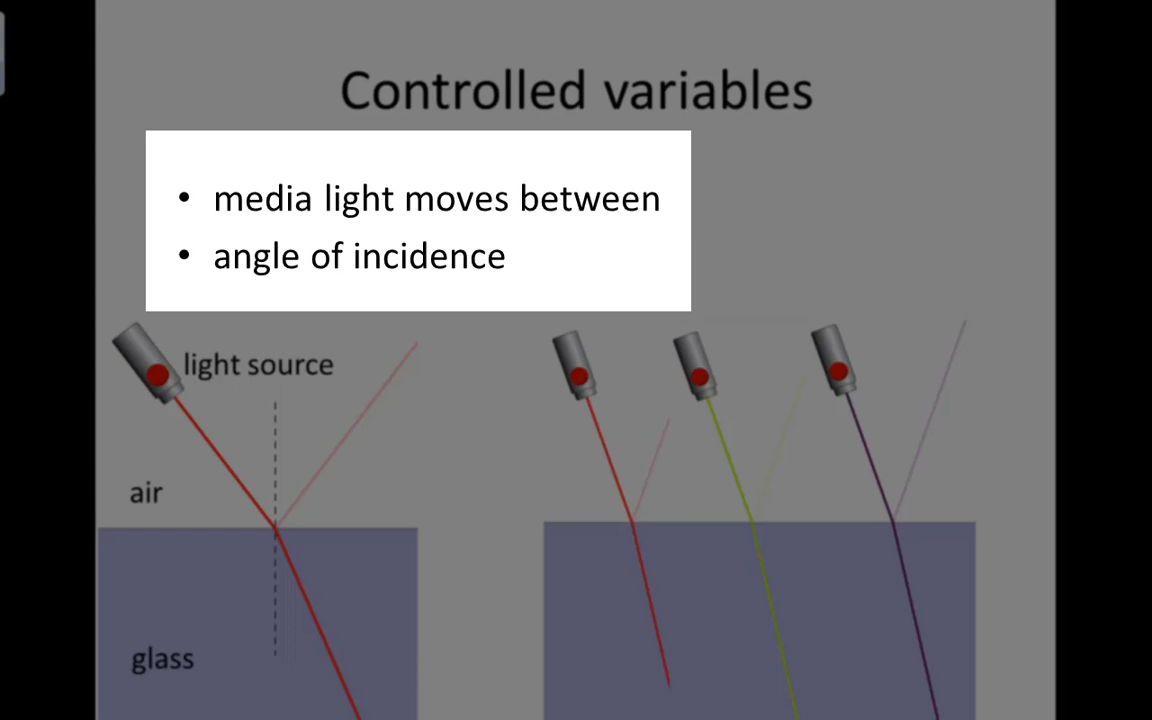 Controlled variables
• media light moves between
• angle of incidence
light source
air
glass